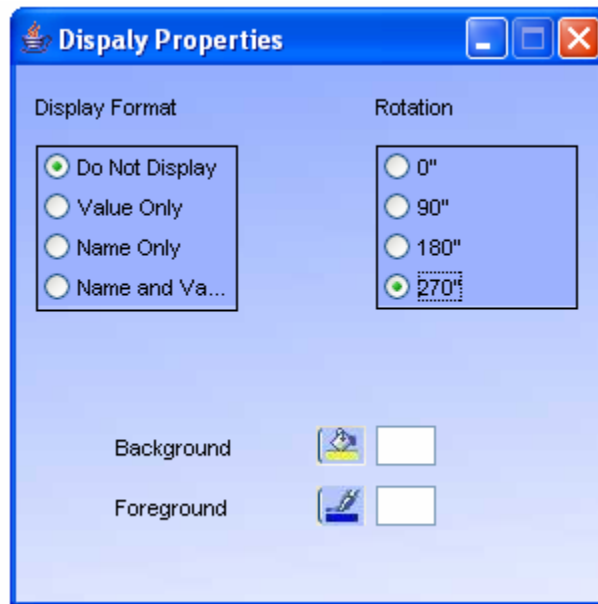 Dispaly Properties
Display Format
Do Not Display
Value Only
Name Only
Name and Va...
Rotation
0"
90"
180"
270"
Background
Foreground